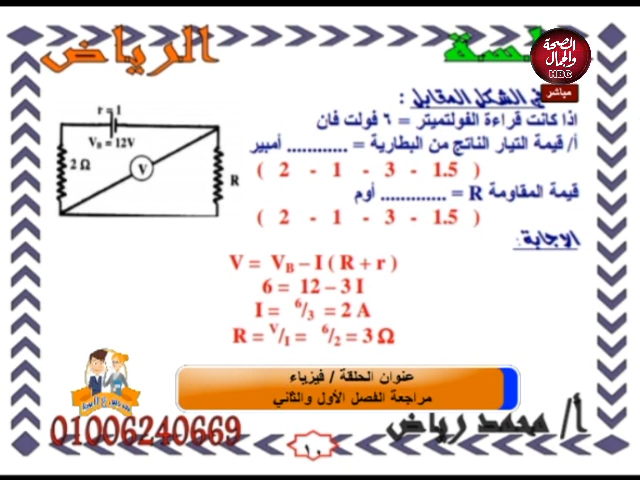 الرياض
الصحة
والجمال
HBG
مباشر
في الشكل المقابل :
اذا كانت قراءة الفولتميتر = ٦ فولت فان
أ/ قيمة التيار الناتج من البطارية = ............ أمبير
( 2 - 1 - 3 - 1.5 )
قيمة المقاومة R = ............. أوم
( 2 - 1 - 3 - 1.5 )
الاجابة :
r = 1
VB = 12V
2 Ω
V
R
V = VB – I ( R + r )
6 = 12 – 3 I
I = 6/3 = 2 A
R = V/I = 6/2 = 3 Ω
عنوان الحلقة / فيزياء
مراجعة الفصل الأول والثاني
أ/ محمد رياض
01006240669
١٠